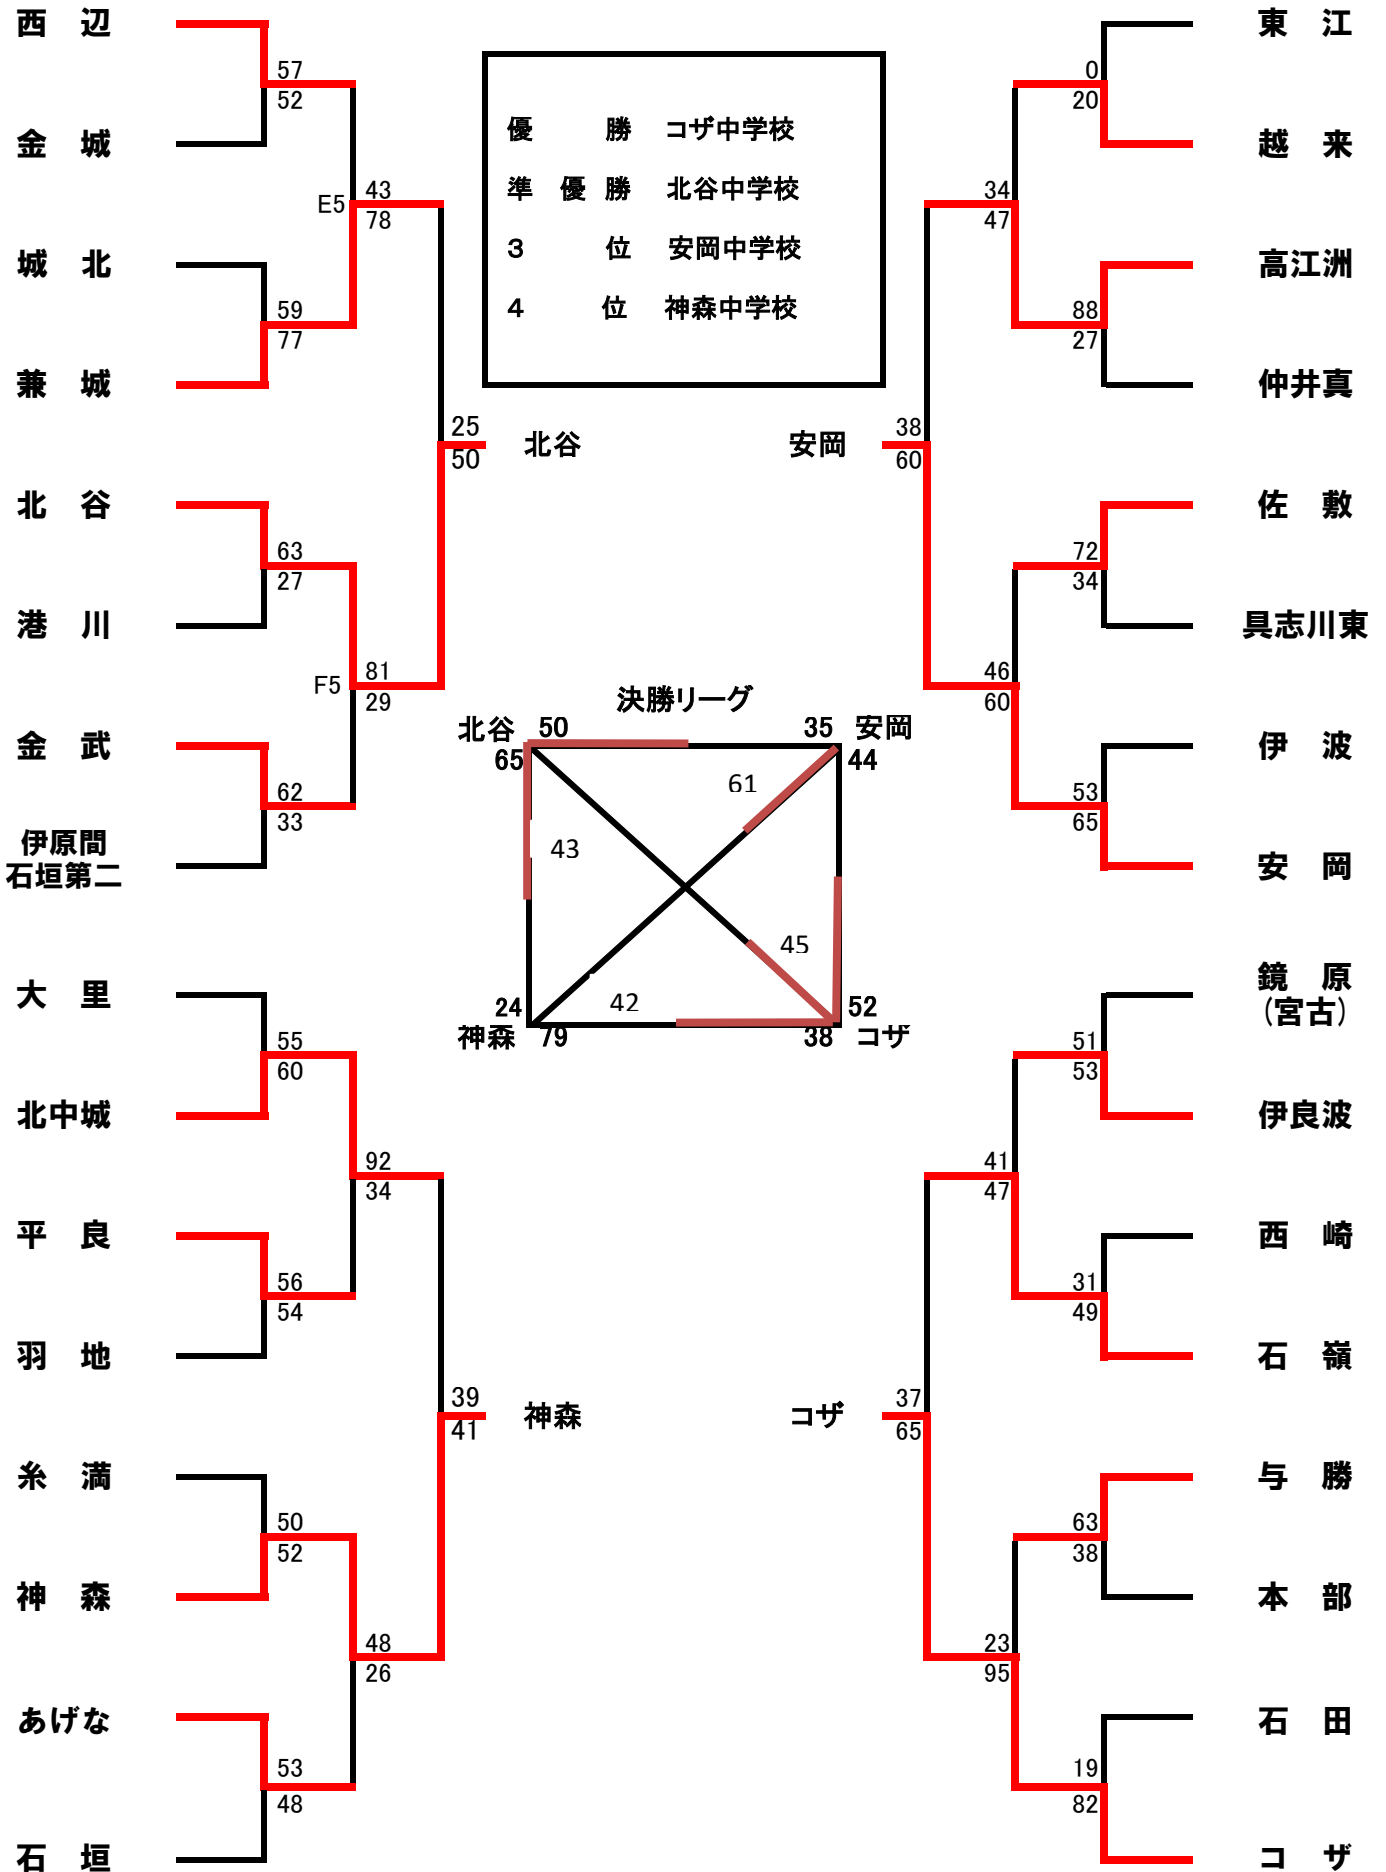 西 辺
57
52
金 城
E5
43
78
城 北
59
77
兼 城
25
50
北谷
北 谷
63
27
港 川
F5
81
29
金 武
62
33
伊原間
石垣第二
大 里
55
60
北中城
92
34
平 良
56
54
羽 地
39
41
神森
糸 満
50
52
神 森
48
26
あげな
53
48
石 垣
優 勝 コザ中学校
準 優 勝 北谷中学校
3 位 安岡中学校
4 位 神森中学校
決勝リーグ
北谷 50 35 安岡
65 44
61
43
45
24 42 52
神森 79 38 コザ
東 江
0
20
越 来
34
47
高江洲
88
27
仲井真
安岡
38
60
佐 敷
72
34
具志川東
46
60
伊 波
53
65
安 岡
鏡 原
(宮古)
51
53
伊良波
41
47
西 崎
31
49
石 嶺
コザ
37
65
与 勝
63
38
本 部
23
95
石 田
19
82
コ ザ